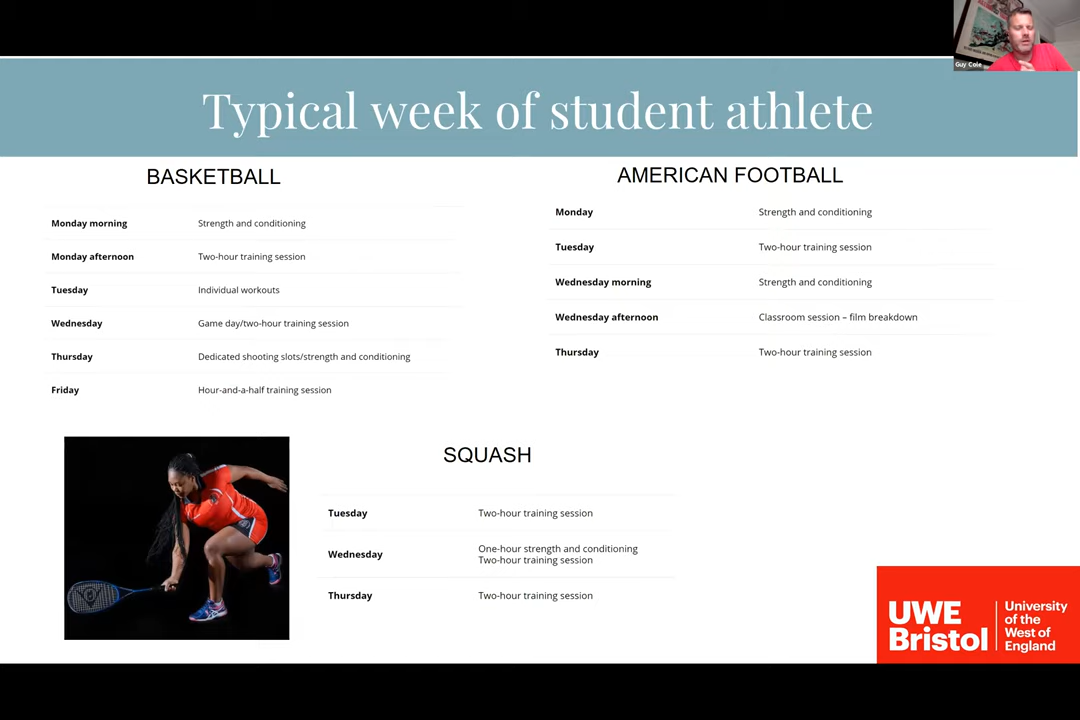 Guy Cole
Typical week of student athlete
BASKETBALL
Monday morning Strength and conditioning
Monday afternoon Two-hour training session
Tuesday Individual workouts
Wednesday Game day/two-hour training session
Thursday Dedicated shooting slots/strength and conditioning
Friday Hour-and-a-half training session
AMERICAN FOOTBALL
Monday Strength and conditioning
Tuesday Two-hour training session
Wednesday morning Strength and conditioning
Wednesday afternoon Classroom session – film breakdown
Thursday Two-hour training session
SQUASH
Tuesday Two-hour training session
Wednesday One-hour strength and conditioning
Two-hour training session
Thursday Two-hour training session
UWE
Bristol
University
of the
West of
England